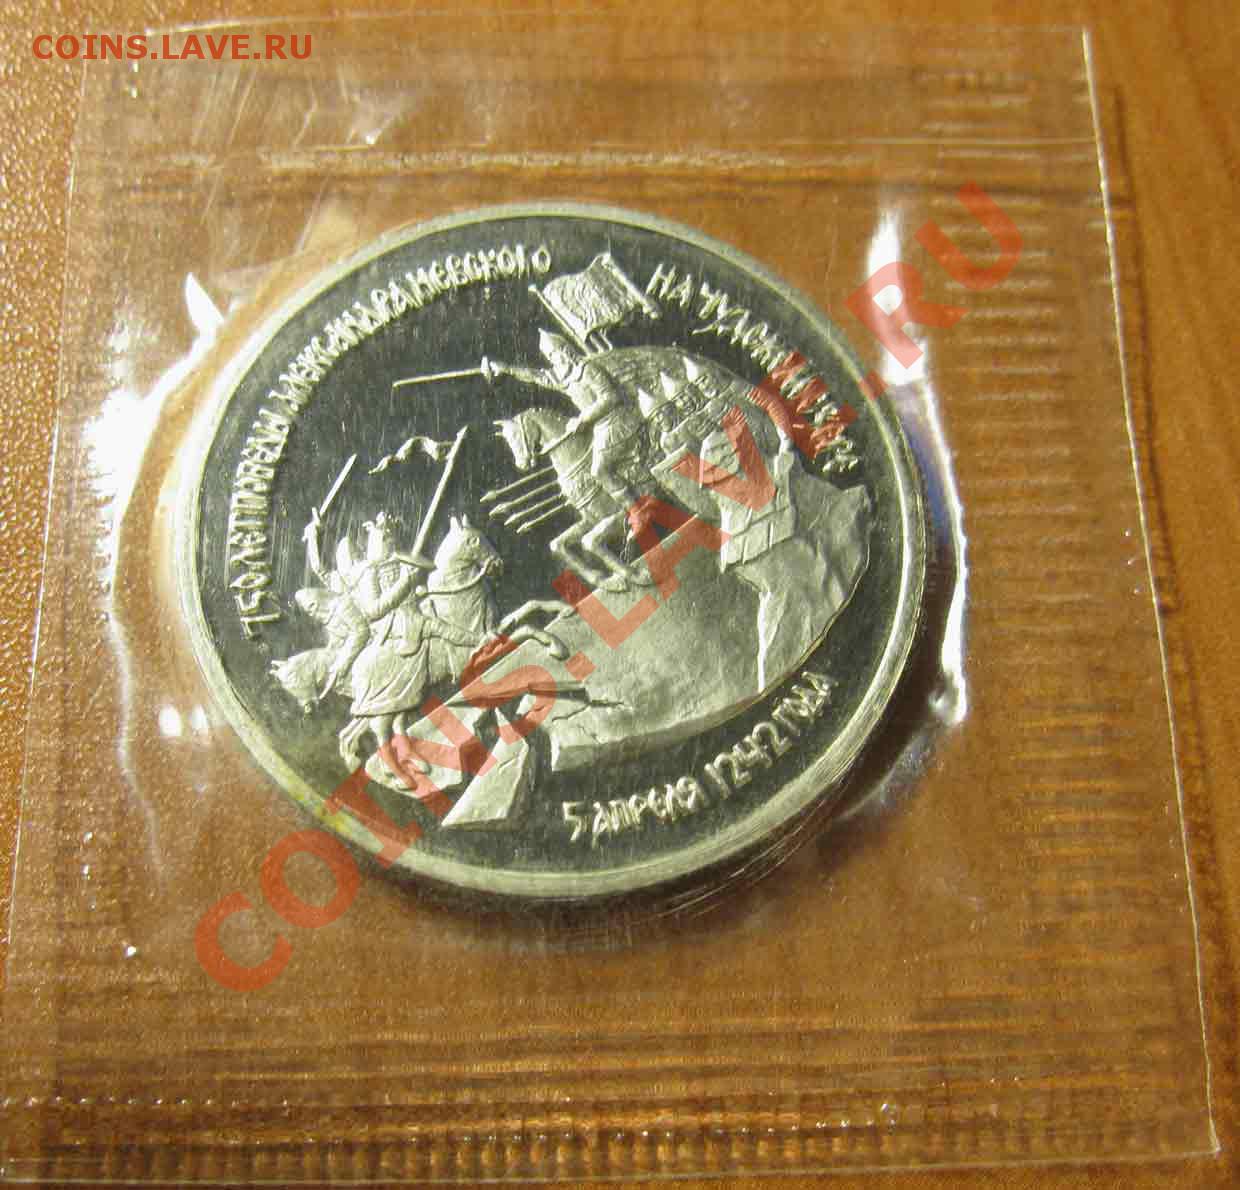 COINS.LAVE.RU
750 ЛЕТ ПОБЕДЫ АЛЕКСАНДРА НЕВСКОГО НА ЧУДСКОМ ОЗЕРЕ
5 АПРЕЛЯ 1242 ГОДА
COINS.LAVE.RU